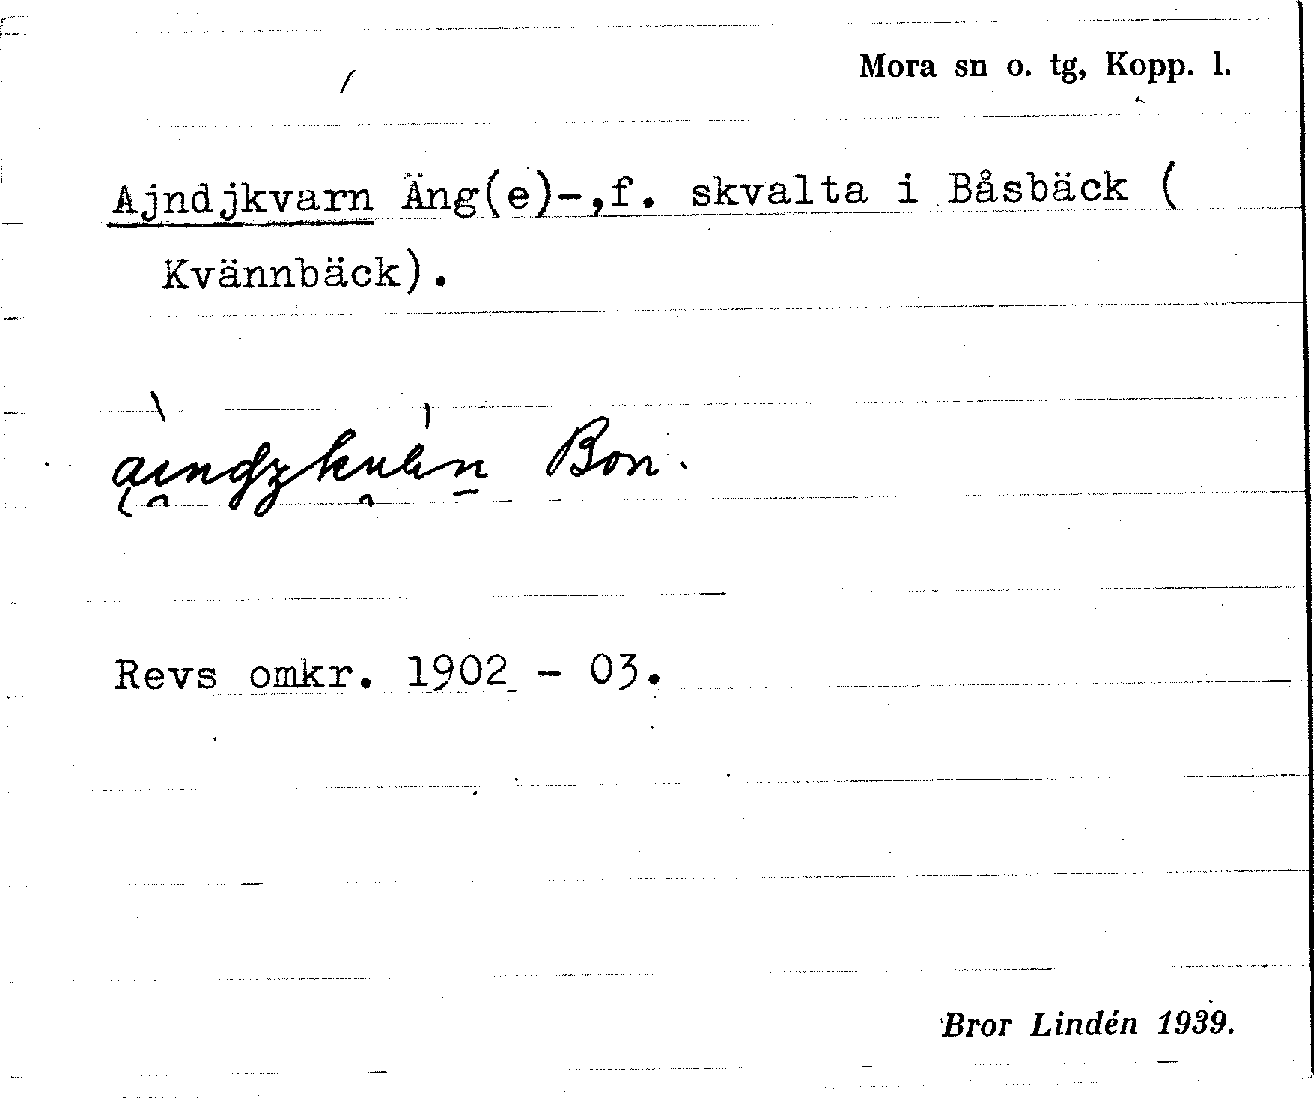 Mora sn o. tg, Kopp. l.
Ajndjkvarn Äng(e)-,f. skvalta i Båsbäck (
Kvännbäck).
Bon.
Revs omkr. 1902 - 03.
Bror Lindén 1939.